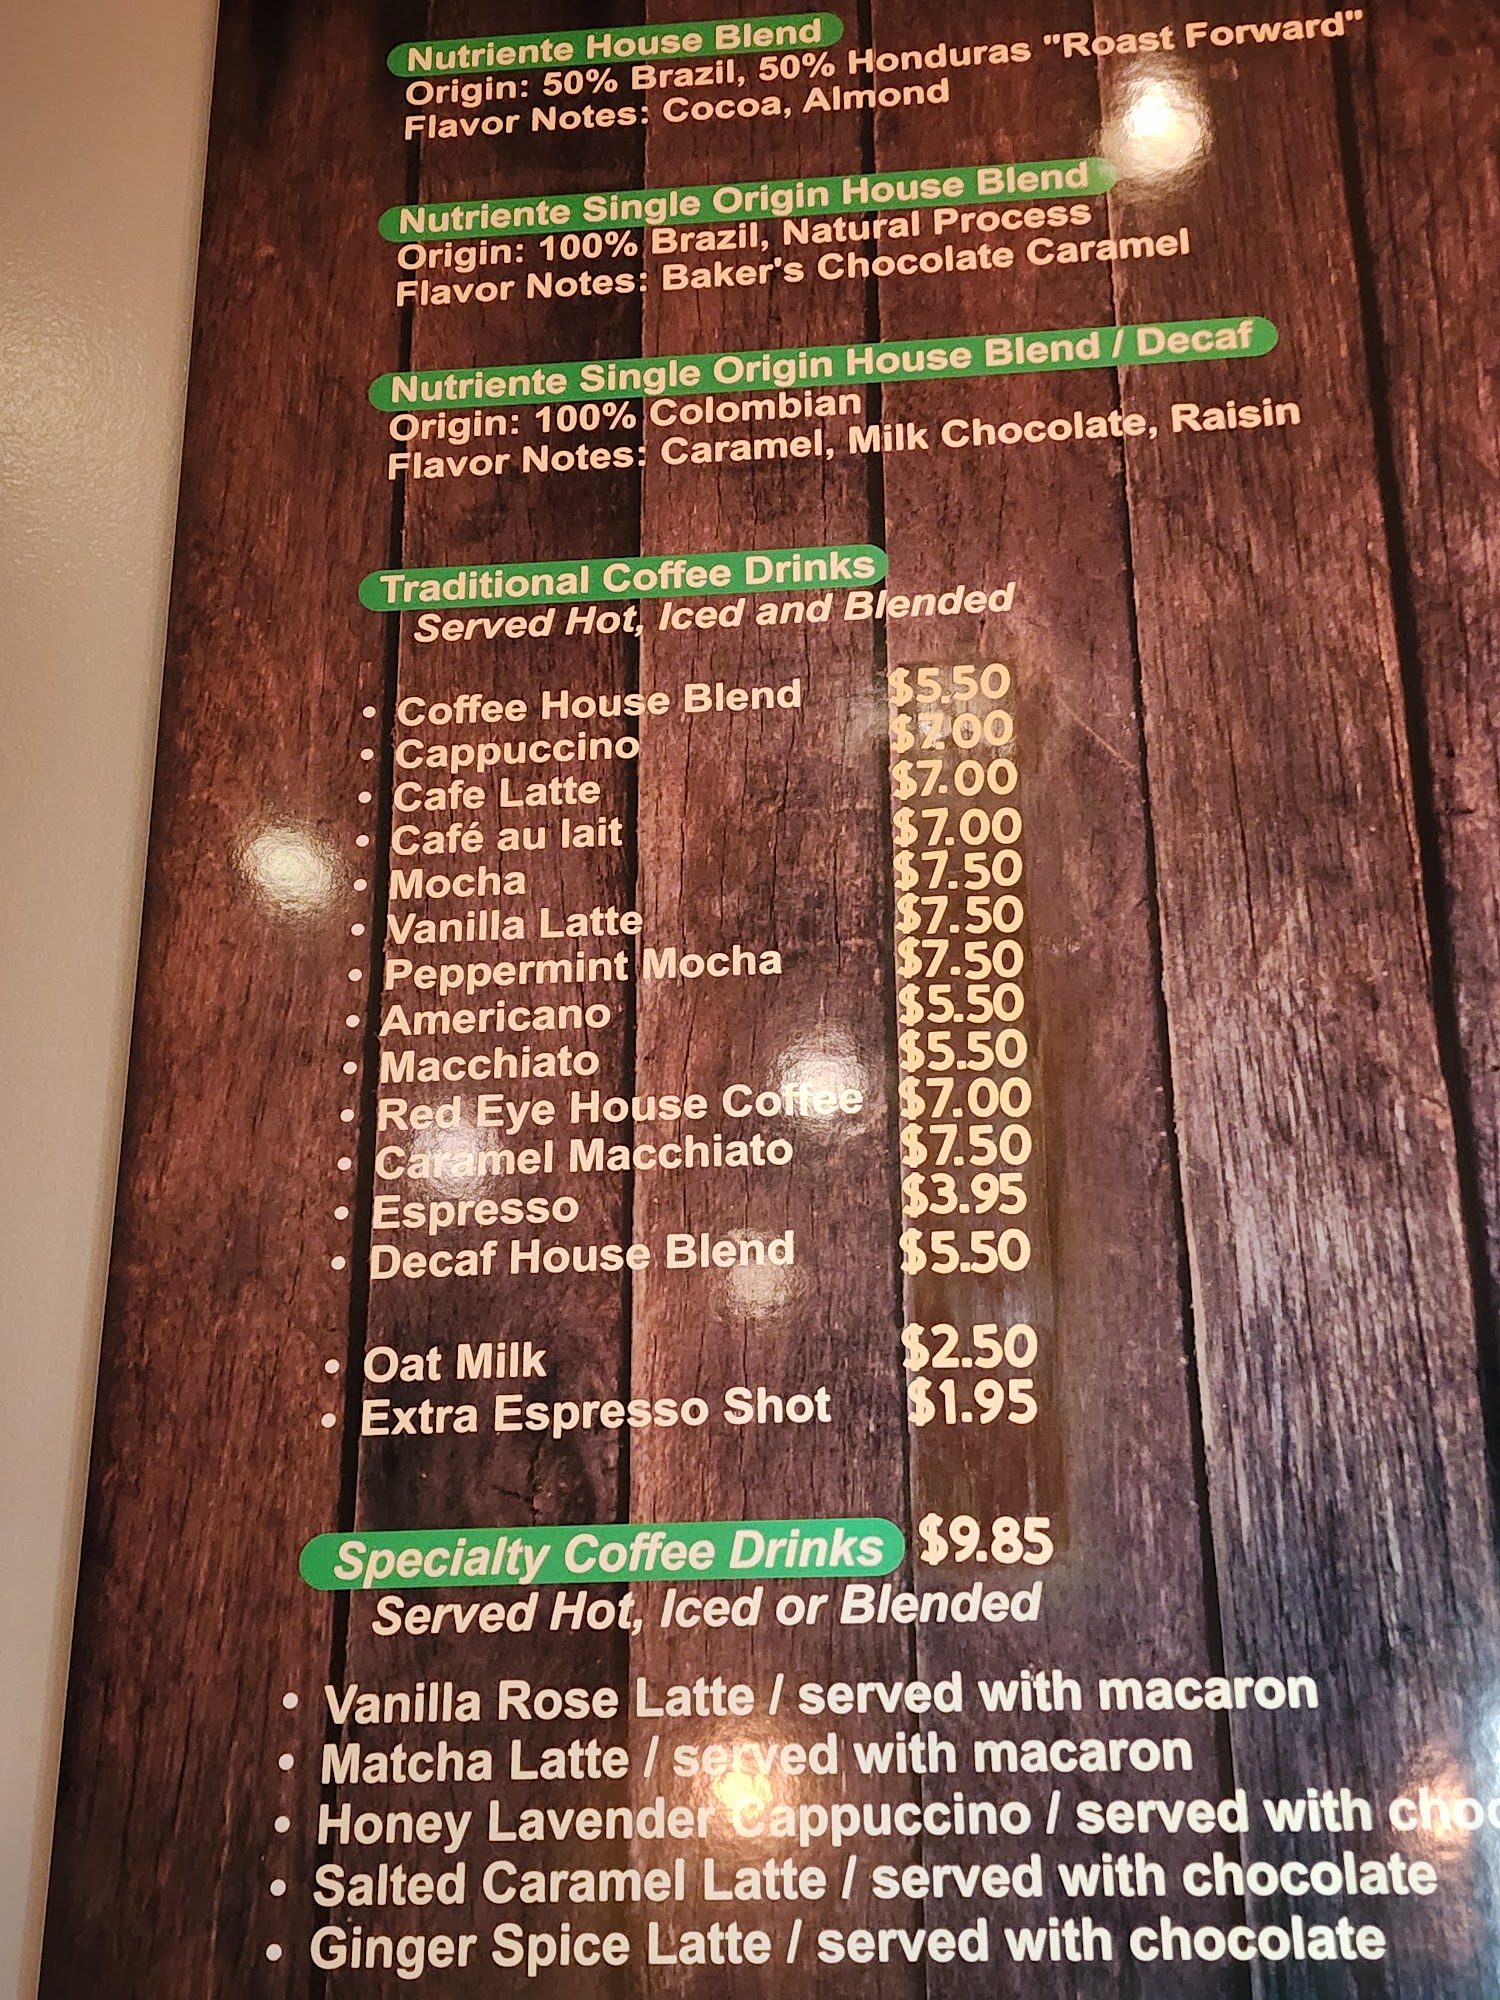 Nutriente House Blend
Origin: 50% Brazil, 50% Honduras "Roast Forward"
Flavor Notes: Cocoa, Almond
Nutriente Single Origin House Blend
Origin: 100% Brazil, Natural Process
Flavor Notes: Baker's Chocolate Caramel
Nutriente Single Origin House Blend / Decaf
Origin: 100% Colombian
Flavor Notes: Caramel, Milk Chocolate, Raisin
Traditional Coffee Drinks
Served Hot, Iced and Blended
• Coffee House Blend $5.50
• Cappuccino $7.00
• Cafe Latte $7.00
• Café au lait $7.00
• Mocha $7.50
• Vanilla Latte $7.50
• Peppermint Mocha $7.50
• Americano $5.50
• Macchiato $5.50
• Red Eye House Coffee $7.00
• Caramel Macchiato $7.50
• Espresso $3.95
• Decaf House Blend $5.50
• Oat Milk $2.50
• Extra Espresso Shot $1.95
Specialty Coffee Drinks $9.85
Served Hot, Iced or Blended
• Vanilla Rose Latte / served with macaron
• Matcha Latte / served with macaron
• Honey Lavender Cappuccino / served with
• Salted Caramel Latte / served with chocolate
• Ginger Spice Latte / served with chocolate